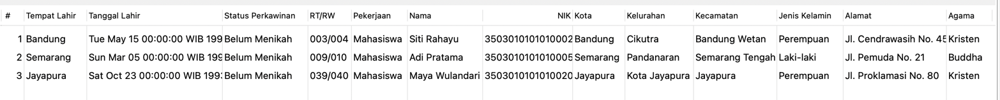 # Tempat Lahir Tanggal Lahir Status Perkawinan RT/RW Pekerjaan Nama NIK Kota Kelurahan Kecamatan Jenis Kelamin Alamat Agama
1 Bandung Tue May 15 00:00:00 WIB 199 Belum Menikah 003/004 Mahasiswa Siti Rahayu 3503010101010002 Bandung Cikutra Bandung Wetan Perempuan Jl. Cendrawasih No. 45 Kristen
2 Semarang Sun Mar 05 00:00:00 WIB 199 Belum Menikah 009/010 Mahasiswa Adi Pratama 3503010101010005 Semarang Pandanaran Semarang Tengah Laki-laki Jl. Pemuda No. 21 Buddha
3 Jayapura Sat Oct 23 00:00:00 WIB 199 Belum Menikah 039/040 Mahasiswa Maya Wulandari 3503010101010020 Jayapura Kota Jayapura Jayapura Perempuan Jl. Proklamasi No. 80 Kristen